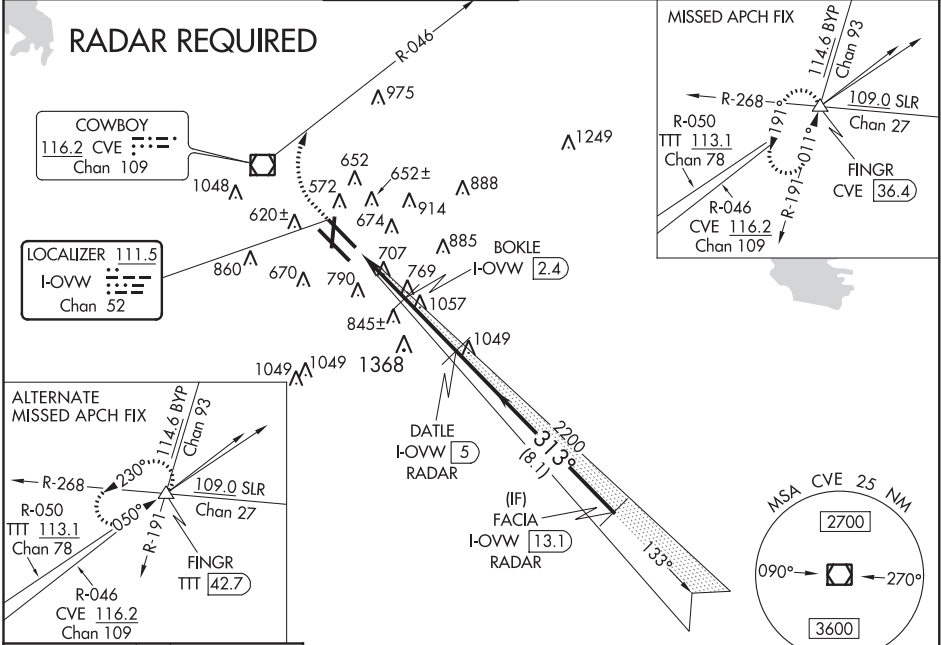 RADAR REQUIRED
R-046
975
COWBOY
116.2 CVE
Chan 109
1048
652
652±
572
620±
674
914
888
1249
LOCALIZER 111.5
I-OVW
Chan 52
860
670
790
707
769
885
1057
845±
1368
1049
1049
1049
BOKLE
I-OVW 2.4
DATLE
I-OVW 5
RADAR
2200
313°
(8.1)
(IF)
FACIA
I-OVW 13.1
RADAR
133°
MISSED APCH FIX
114.6 BYP
Chan 93
R-268
109.0 SLR
Chan 27
191°
R-050
TTT 113.1
Chan 78
R-191
011°
FINGR
CVE 36.4
R-046
CVE 116.2
Chan 109
ALTERNATE
MISSED APCH FIX
114.6 BYP
Chan 93
230°
R-268
109.0 SLR
Chan 27
050°
R-050
TTT 113.1
Chan 78
R-191
FINGR
TTT 42.7
R-046
CVE 116.2
Chan 109
MSA CVE 25 NM
2700
090°
270°
3600